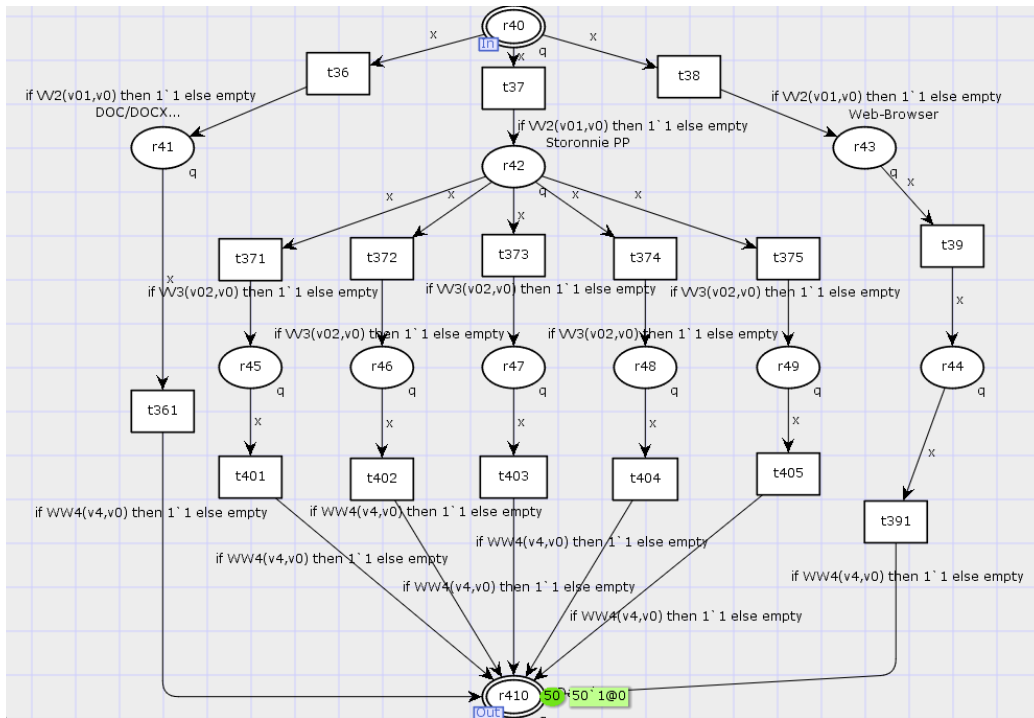 r40
In
q
x
x
x
t36
t37
t38
if VV2(v01,v0) then 1`1 else empty
DOC/DOCX...
if VV2(v01,v0) then 1`1 else empty
Storonnie PP
if VV2(v01,v0) then 1`1 else empty
Web-Browser
r41
q
r42
q
r43
q
x
x
x
x
x
x
t371
t372
t373
t374
t375
t39
x
if VV3(v02,v0) then 1`1 else empty
if VV3(v02,v0) then 1`1 else empty
if VV3(v02,v0) then 1`1 else empty
x
if VV3(v02,v0) then 1`1 else empty
if VV3(v02,v0) then 1`1 else empty
r45
q
r46
q
r47
q
r48
q
r49
q
r44
q
t361
x
x
x
x
x
x
t401
t402
t403
t404
t405
t391
if WW4(v4,v0) then 1`1 else empty
if WW4(v4,v0) then 1`1 else empty
if WW4(v4,v0) then 1`1 else empty
if WW4(v4,v0) then 1`1 else empty
if WW4(v4,v0) then 1`1 else empty
if WW4(v4,v0) then 1`1 else empty
if WW4(v4,v0) then 1`1 else empty
r410
Out
50
50`1@0